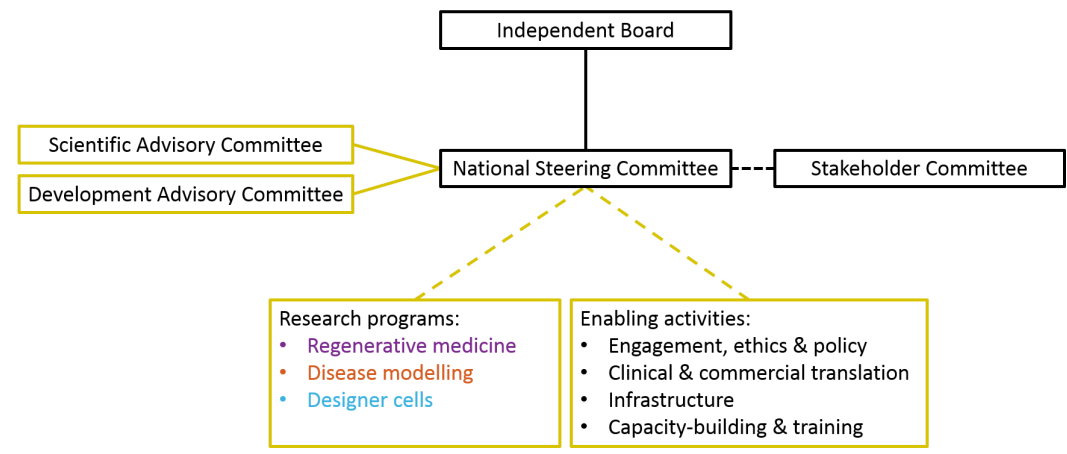 Independent Board
Scientific Advisory Committee
Development Advisory Committee
National Steering Committee
Stakeholder Committee
Research programs:
• Regenerative medicine
• Disease modelling
• Designer cells
Enabling activities:
• Engagement, ethics & policy
• Clinical & commercial translation
• Infrastructure
• Capacity-building & training